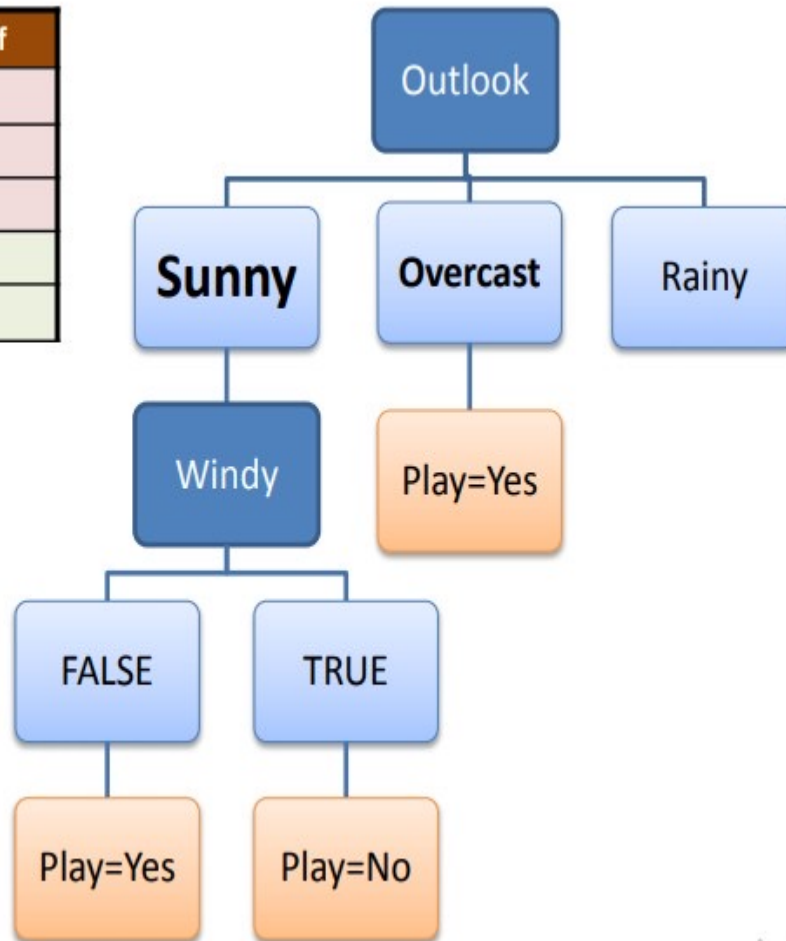 f
Outlook
Sunny
Overcast
Rainy
Windy
Play=Yes
FALSE
TRUE
Play=Yes
Play=No